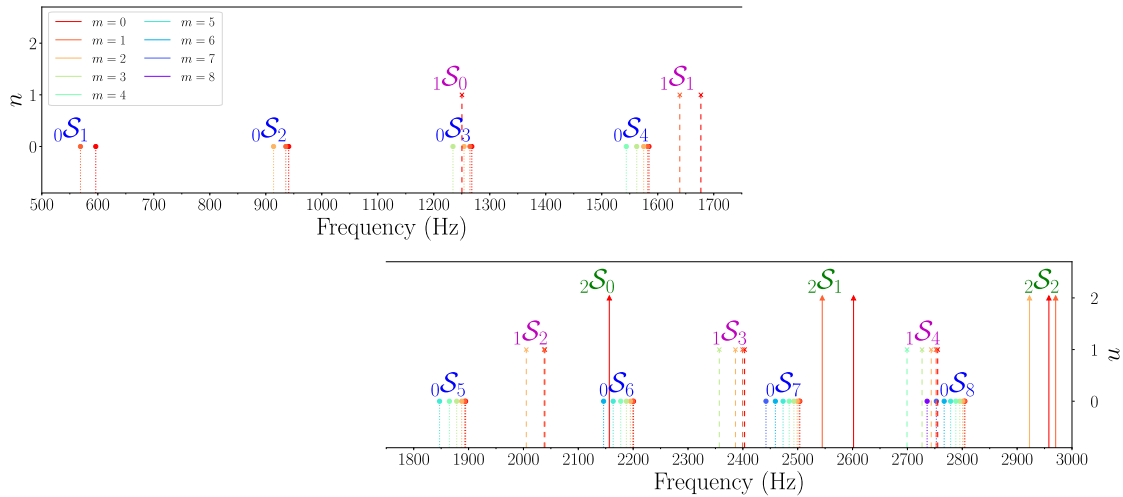 m = 0 m = 5
m = 1 m = 6
m = 2 m = 7
m = 3 m = 8
m = 4
n
2
1
0
₁𝒮₀ ₁𝒮₁
₀𝒮₁ ₀𝒮₂ ₀𝒮₃ ₀𝒮₄
500 600 700 800 900 1000 1100 1200 1300 1400 1500 1600 1700
Frequency (Hz)
₂𝒮₀ ₂𝒮₁ ₂𝒮₂
₁𝒮₂ ₁𝒮₃ ₁𝒮₄
₀𝒮₅ ₀𝒮₆ ₀𝒮₇ ₀𝒮₈
2
1
0
n
1800 1900 2000 2100 2200 2300 2400 2500 2600 2700 2800 2900 3000
Frequency (Hz)